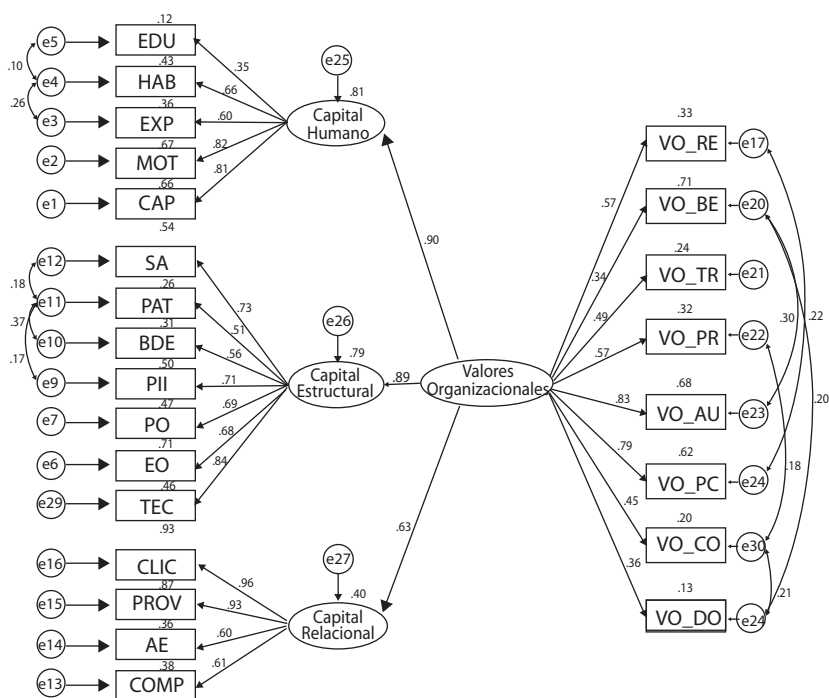 .12
e5
EDU
.10
.35
.43
e4
HAB
.26
.66
.36
e3
EXP
.60
.67
e2
MOT
.82
.66
e1
CAP
.81
.54
e25
.81
Capital
Humano
.90
e12
SA
.18
.73
.26
e11
PAT
.37
.51
.31
e10
BDE
.17
.56
.50
e9
PII
.71
.47
e7
PO
.69
.71
e6
EO
.68
.46
e29
TEC
.84
.93
e26
.79
Capital
Estructural
.89
Valores
Organizacionales
e16
CLIC
.96
.87
e15
PROV
.93
.36
e14
AE
.60
.38
e13
COMP
.61
e27
.40
Capital
Relacional
.63
.33
VO_RE
e17
.57
.71
VO_BE
e20
.34
.24
VO_TR
e21
.49
.32
VO_PR
e22
.57
.30
.22
.68
VO_AU
e23
.83
.20
.62
VO_PC
e24
.79
.18
.20
VO_CO
e30
.45
.13
VO_DO
e24
.36
.21